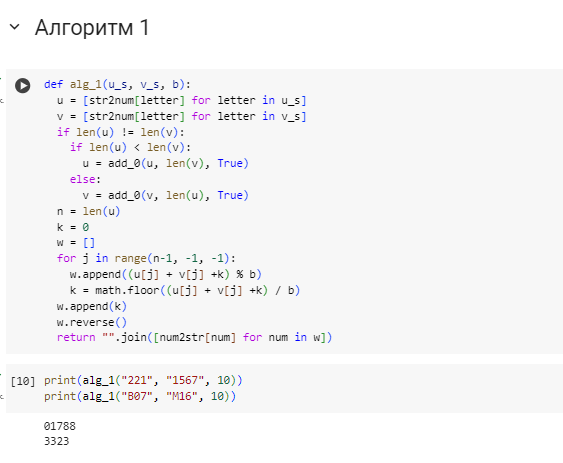 Алгоритм 1
def alg_1(u_s, v_s, b):
  u = [str2num[letter] for letter in u_s]
  v = [str2num[letter] for letter in v_s]
  if len(u) != len(v):
    if len(u) < len(v):
      u = add_0(u, len(v), True)
    else:
      v = add_0(v, len(u), True)
  n = len(u)
  k = 0
  w = []
  for j in range(n-1, -1, -1):
    w.append((u[j] + v[j] +k) % b)
    k = math.floor((u[j] + v[j] +k) / b)
  w.append(k)
  w.reverse()
  return "".join([num2str[num] for num in w])
[10] print(alg_1("221", "1567", 10))
print(alg_1("B07", "M16", 10))
01788
3323